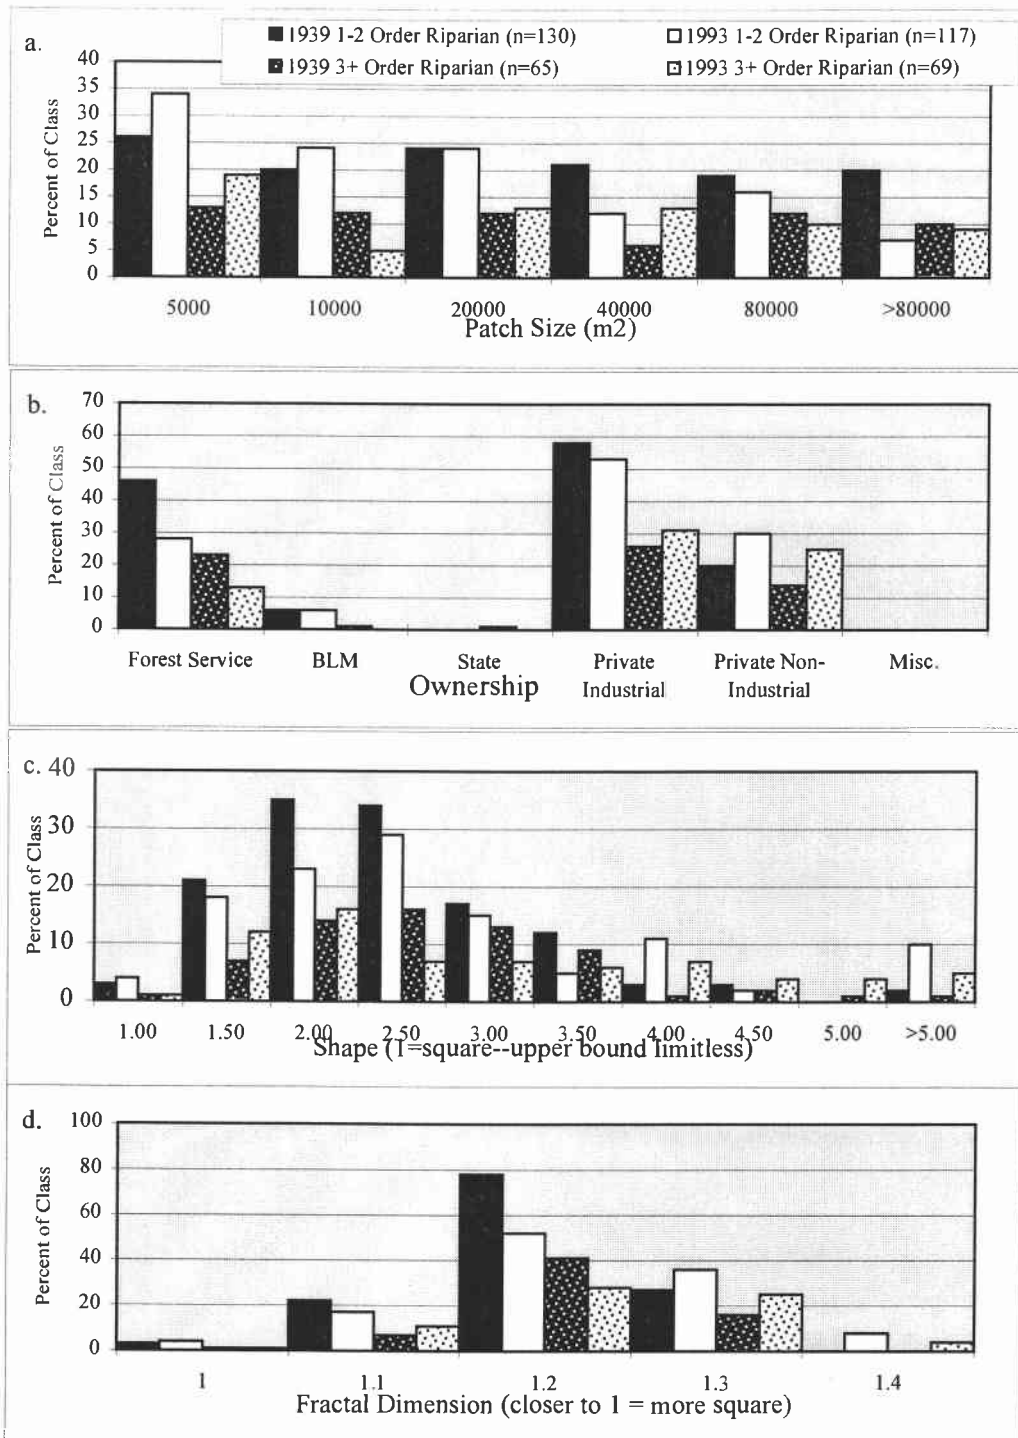 a.
1939 1-2 Order Riparian (n=130) 1993 1-2 Order Riparian (n=117)
1939 3+ Order Riparian (n=65) 1993 3+ Order Riparian (n=69)
Percent of Class
40
35
30
25
20
15
10
5
0
5000 10000 20000 40000 80000 >80000
Patch Size (m2)
b.
Percent of Class
70
60
50
40
30
20
10
0
Forest Service BLM State Private Industrial Private Non-Industrial Misc.
Ownership
c.
Percent of Class
40
30
20
10
0
1.00 1.50 2.00 2.50 3.00 3.50 4.00 4.50 5.00 >5.00
Shape (1=square--upper bound limitless)
d.
Percent of Class
100
80
60
40
20
0
1 1.1 1.2 1.3 1.4
Fractal Dimension (closer to 1 = more square)